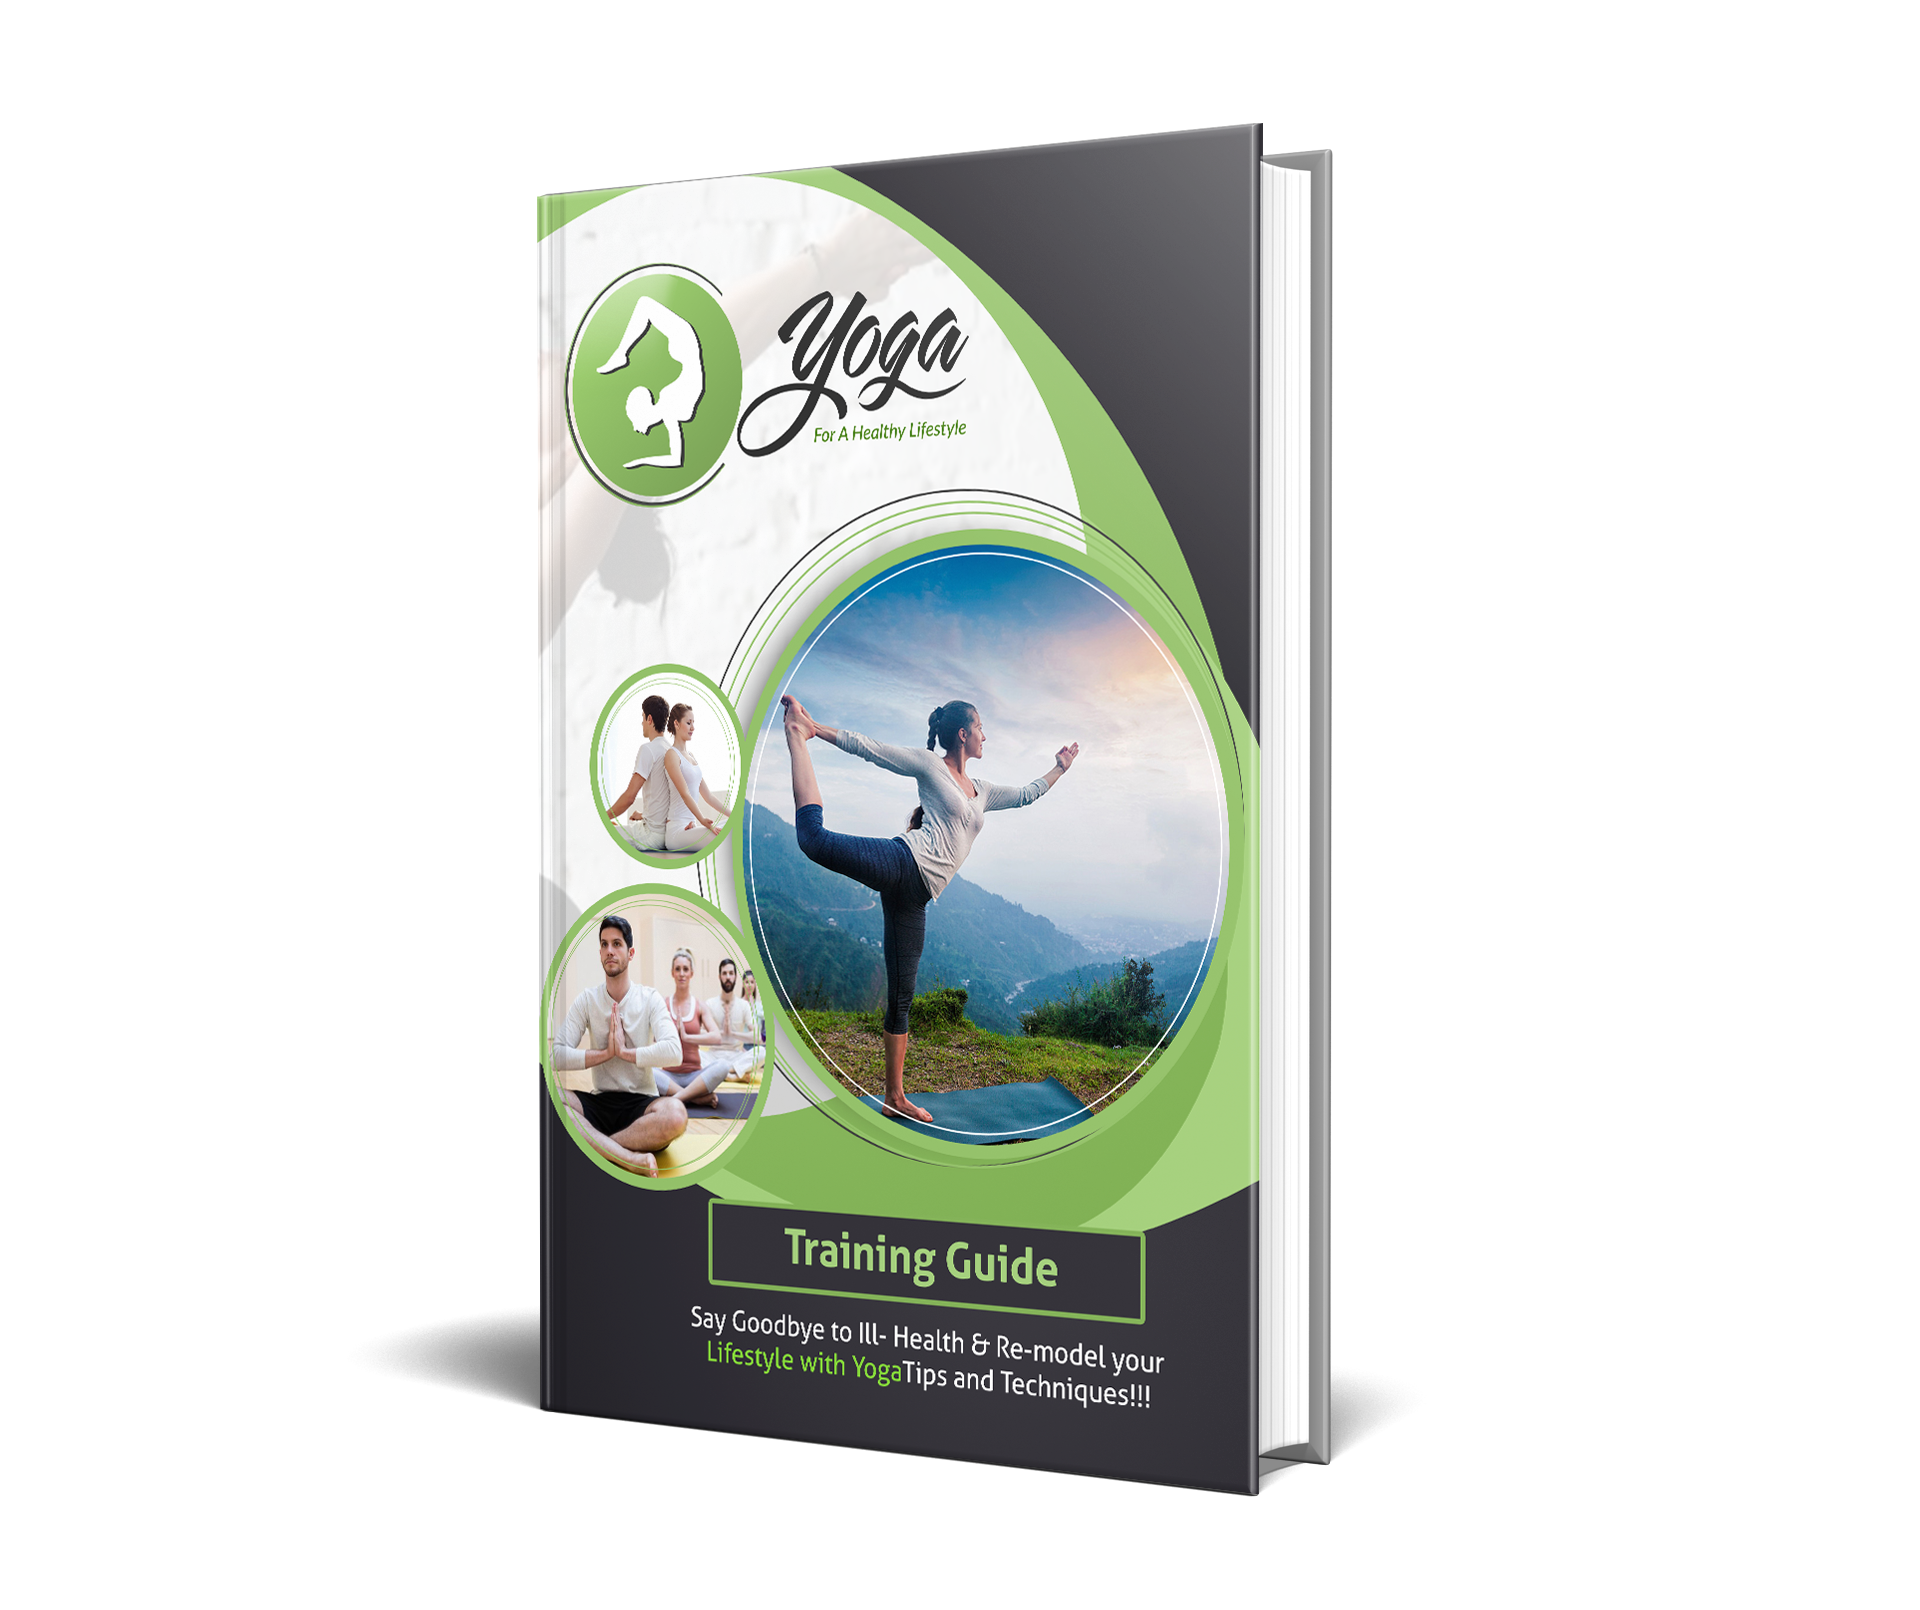 Yoga
For A Healthy Lifestyle
Training Guide
Say Goodbye to Ill- Health & Re-model your
Lifestyle with YogaTips and Techniques!!!